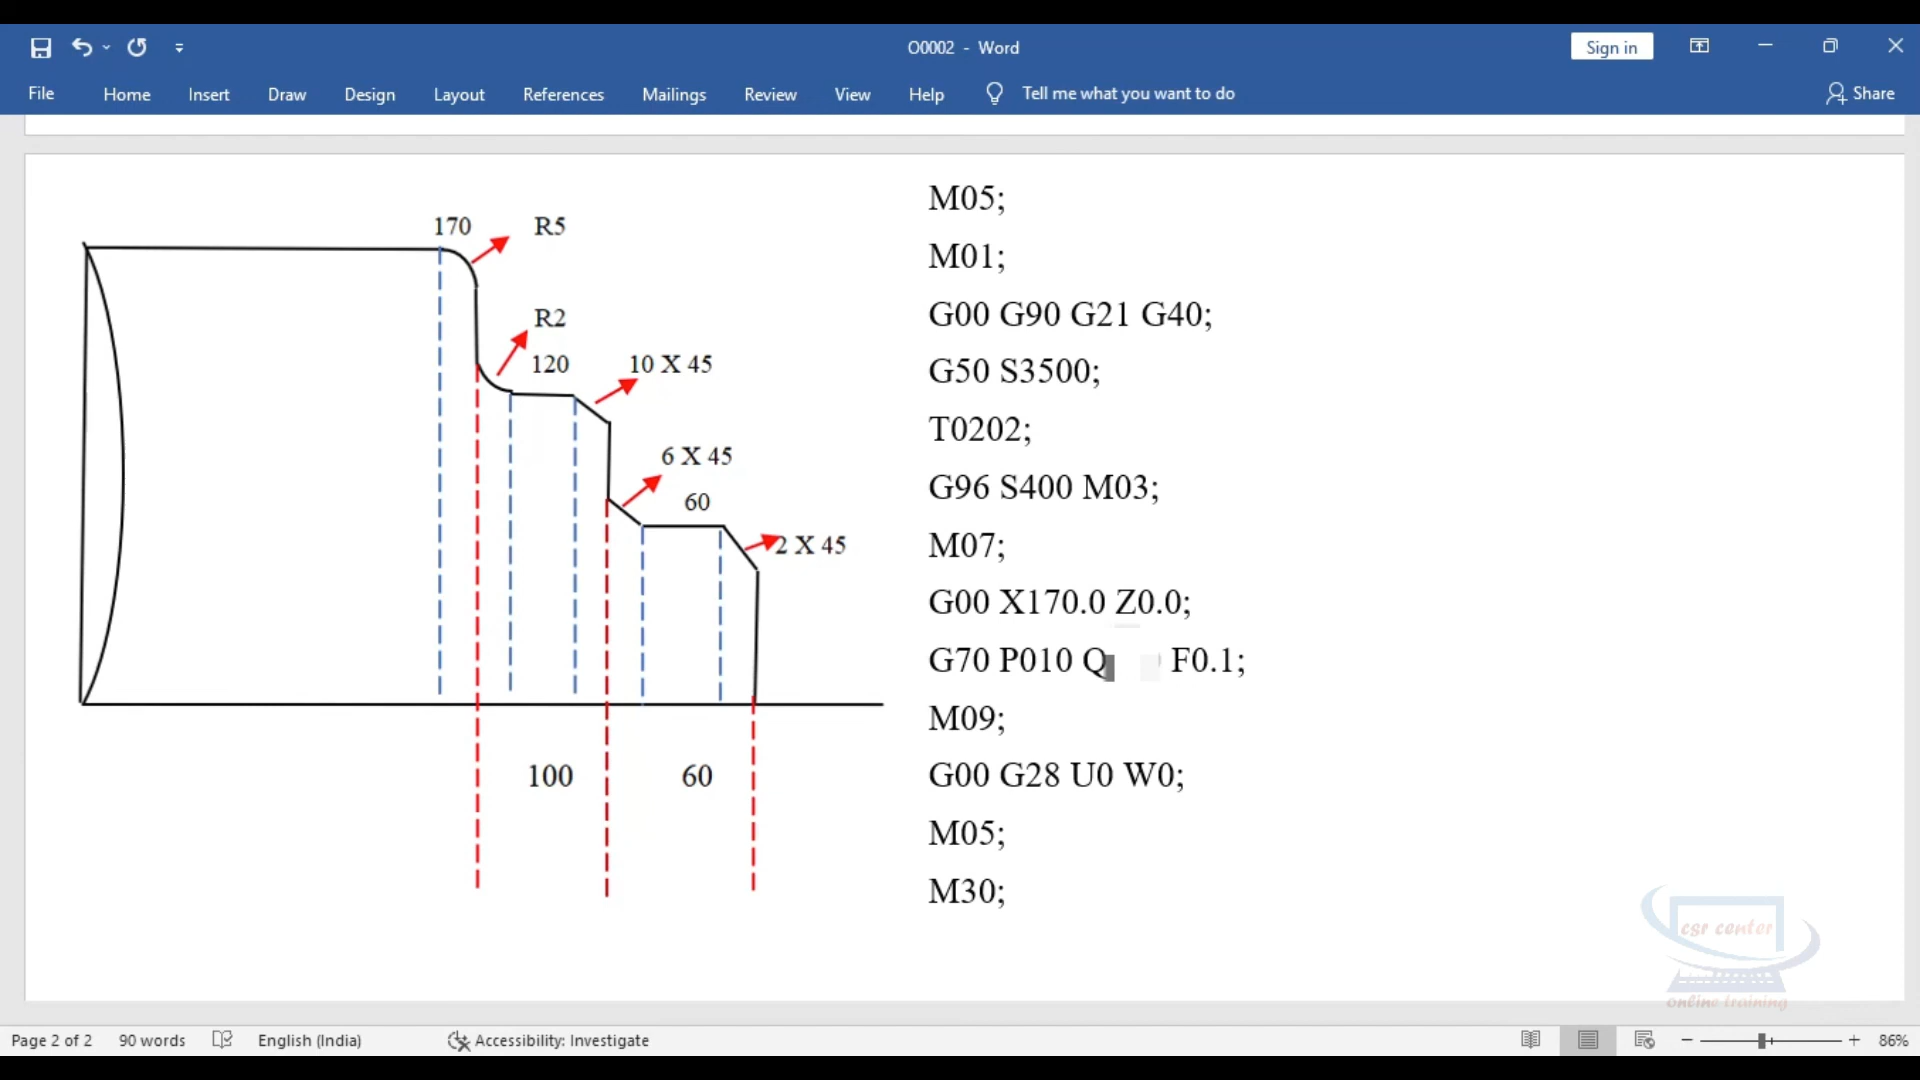 O0002 - Word
Sign in
File Home Insert Draw Design Layout References Mailings Review View Help Tell me what you want to do Share
170 R5
R2
120 10 X 45
6 X 45
60
2 X 45
100 60
M05;
M01;
G00 G90 G21 G40;
G50 S3500;
T0202;
G96 S400 M03;
M07;
G00 X170.0 Z0.0;
G70 P010 Q F0.1;
M09;
G00 G28 U0 W0;
M05;
M30;
csr center
online training
Page 2 of 2 90 words English (India) Accessibility: Investigate 86%